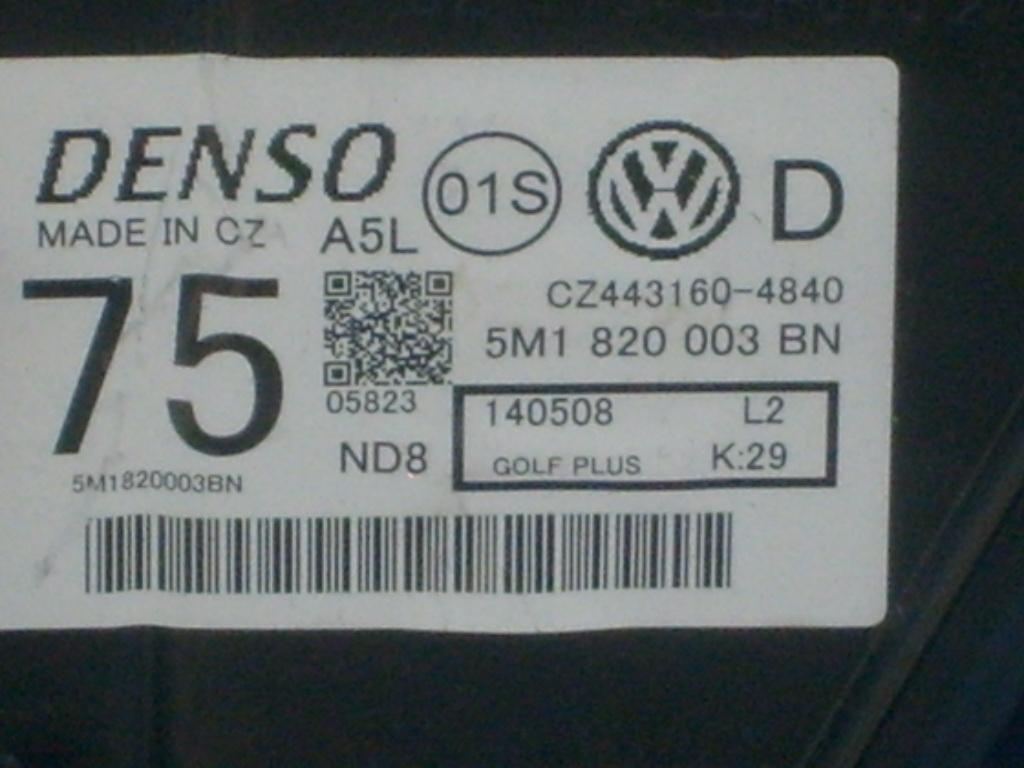 DENSO
01S
D
MADE IN CZ
A5L
75
CZ443160-4840
5M1 820 003 BN
05823
140508 L2
ND8
GOLF PLUS K:29
5M1820003BN